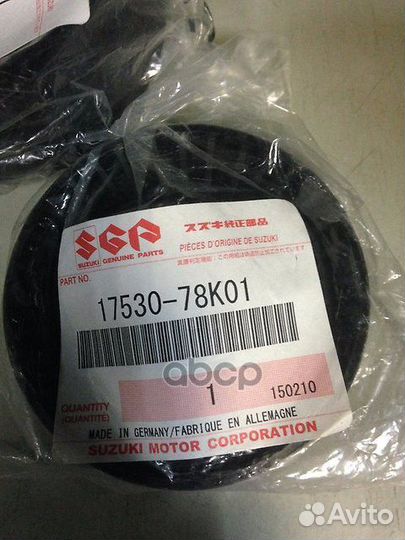 SGP
SUZUKI GENUINE PARTS
スズキ純正部品
PIÈCES D'ORIGINE DE SUZUKI
PART NO.
17530-78K01
abcp
QUANTITY
(QUANTITÉ)
1
150210
MADE IN GERMANY/FABRIQUE EN ALLEMAGNE
SUZUKI MOTOR CORPORATION
Avito